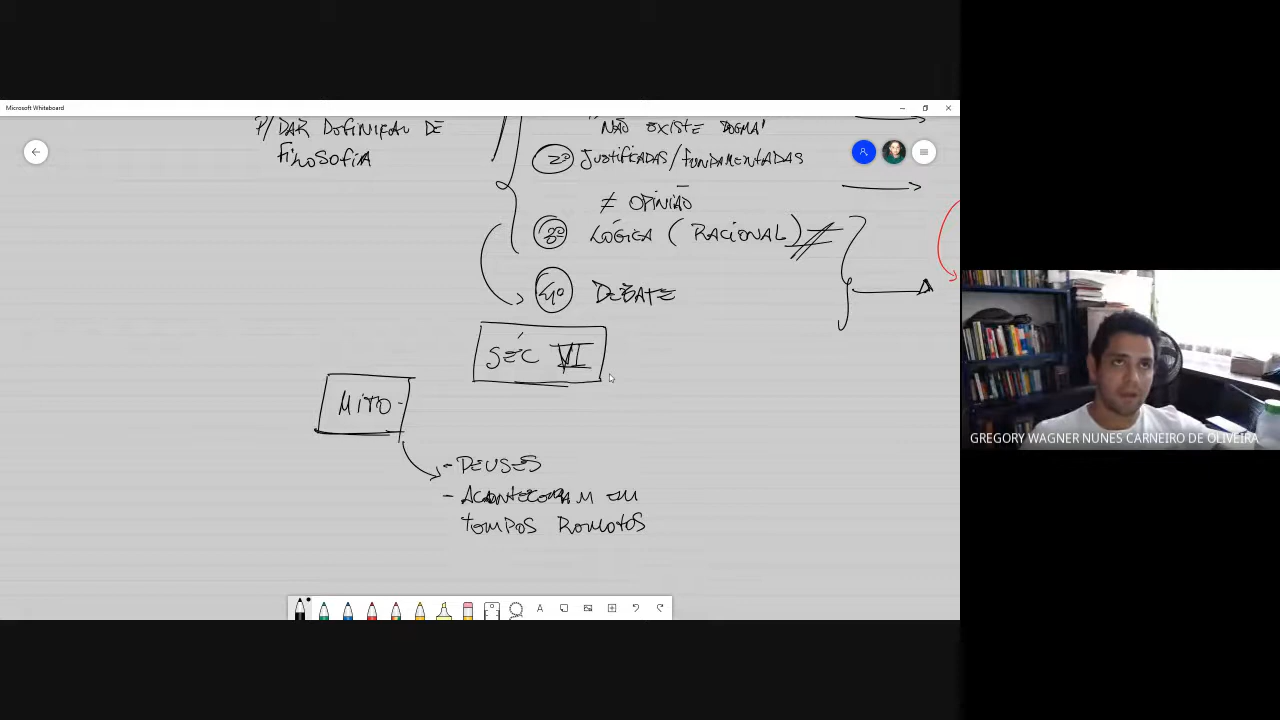 Microsoft Whiteboard
P/ DAR DEFINIÇÃO DE
FILOSOFIA
"NÃO EXISTE DOGMA"
2º JUSTIFICADAS/FUNDAMENTADAS
≠ OPINIÃO
3º LÓGICA (RACIONAL) ≠
4º DEBATE
SÉC VI
MITO
- DEUSES
- ACONTECERAM EM
TEMPOS REMOTOS
GREGORY WAGNER NUNES CARNEIRO DE OLIVEIRA
A